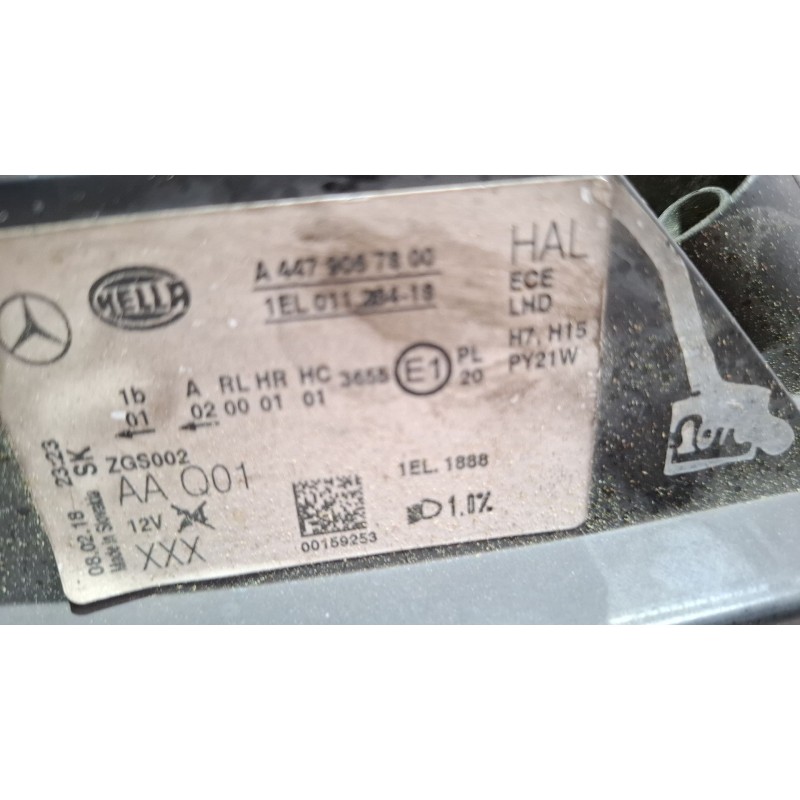 HELLA
A 447 906 78 00
1EL 011 284-18
HAL
ECE
LHD
H7, H15
PY21W
1b A RL HR HC 3658 E1 PL
01 02 00 01 01 20
ZGS002
AA Q01
12V
XXX
SK
23:23
08.02.18
Made in Slovakia
00159253
1EL. 1888
1.0%